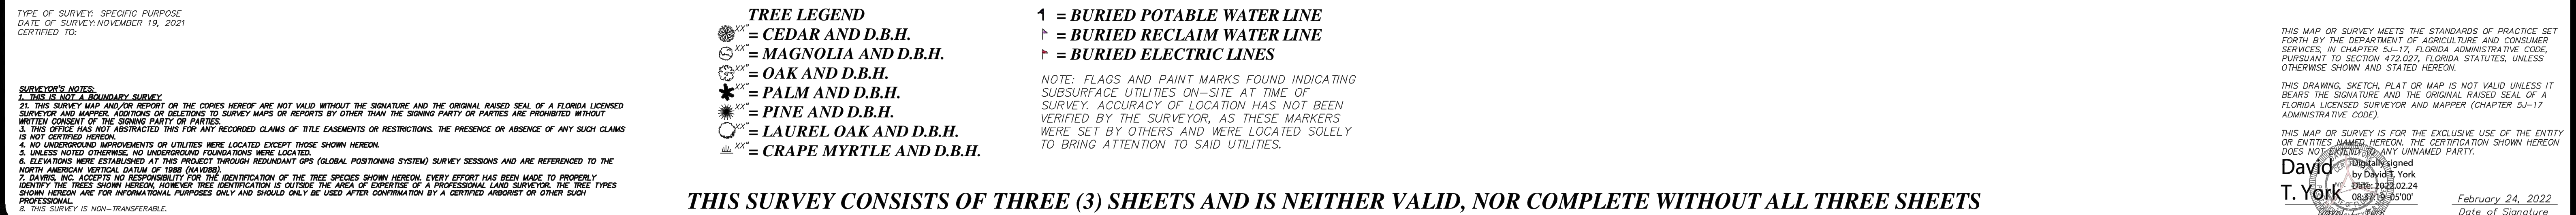 TYPE OF SURVEY: SPECIFIC PURPOSE
DATE OF SURVEY: NOVEMBER 19, 2021
CERTIFIED TO:
SURVEYOR'S NOTES:
1. THIS IS NOT A BOUNDARY SURVEY
21. THIS SURVEY MAP AND/OR REPORT OR THE COPIES HEREOF ARE NOT VALID WITHOUT THE SIGNATURE AND THE ORIGINAL RAISED SEAL OF A FLORIDA LICENSED
SURVEYOR AND MAPPER. ADDITIONS OR DELETIONS TO SURVEY MAPS OR REPORTS BY OTHER THAN THE SIGNING PARTY OR PARTIES ARE PROHIBITED WITHOUT
WRITTEN CONSENT OF THE SIGNING PARTY OR PARTIES.
3. THIS OFFICE HAS NOT ABSTRACTED THIS FOR ANY RECORDED CLAIMS OF TITLE EASEMENTS OR RESTRICTIONS. THE PRESENCE OR ABSENCE OF ANY SUCH CLAIMS
IS NOT CERTIFIED HEREON.
4. NO UNDERGROUND IMPROVEMENTS OR UTILITIES WERE LOCATED EXCEPT THOSE SHOWN HEREON.
5. UNLESS NOTED OTHERWISE, NO UNDERGROUND FOUNDATIONS WERE LOCATED.
6. ELEVATIONS WERE ESTABLISHED AT THIS PROJECT THROUGH REDUNDANT GPS (GLOBAL POSITIONING SYSTEM) SURVEY SESSIONS AND ARE REFERENCED TO THE
NORTH AMERICAN VERTICAL DATUM OF 1988 (NAVD88).
7. DAVRIS, INC. ACCEPTS NO RESPONSIBILITY FOR THE IDENTIFICATION OF THE TREE SPECIES SHOWN HEREON. EVERY EFFORT HAS BEEN MADE TO PROPERLY
IDENTIFY THE TREES SHOWN HEREON, HOWEVER TREE IDENTIFICATION IS OUTSIDE THE AREA OF EXPERTISE OF A PROFESSIONAL LAND SURVEYOR. THE TREE TYPES
SHOWN HEREON ARE FOR INFORMATIONAL PURPOSES ONLY AND SHOULD ONLY BE USED AFTER CONFIRMATION BY A CERTIFIED ARBORIST OR OTHER SUCH
PROFESSIONAL.
8. THIS SURVEY IS NON-TRANSFERABLE.
TREE LEGEND
XX" = CEDAR AND D.B.H.
XX" = MAGNOLIA AND D.B.H.
XX" = OAK AND D.B.H.
XX" = PALM AND D.B.H.
XX" = PINE AND D.B.H.
XX" = LAUREL OAK AND D.B.H.
XX" = CRAPE MYRTLE AND D.B.H.
= BURIED POTABLE WATER LINE
= BURIED RECLAIM WATER LINE
= BURIED ELECTRIC LINES
NOTE: FLAGS AND PAINT MARKS FOUND INDICATING
SUBSURFACE UTILITIES ON-SITE AT TIME OF
SURVEY. ACCURACY OF LOCATION HAS NOT BEEN
VERIFIED BY THE SURVEYOR, AS THESE MARKERS
WERE SET BY OTHERS AND WERE LOCATED SOLELY
TO BRING ATTENTION TO SAID UTILITIES.
THIS SURVEY CONSISTS OF THREE (3) SHEETS AND IS NEITHER VALID, NOR COMPLETE WITHOUT ALL THREE SHEETS
THIS MAP OR SURVEY MEETS THE STANDARDS OF PRACTICE SET
FORTH BY THE DEPARTMENT OF AGRICULTURE AND CONSUMER
SERVICES, IN CHAPTER 5J-17, FLORIDA ADMINISTRATIVE CODE,
PURSUANT TO SECTION 472.027, FLORIDA STATUTES, UNLESS
OTHERWISE SHOWN AND STATED HEREON.
THIS DRAWING, SKETCH, PLAT OR MAP IS NOT VALID UNLESS IT
BEARS THE SIGNATURE AND THE ORIGINAL RAISED SEAL OF A
FLORIDA LICENSED SURVEYOR AND MAPPER (CHAPTER 5J-17
ADMINISTRATIVE CODE).
THIS MAP OR SURVEY IS FOR THE EXCLUSIVE USE OF THE ENTITY
OR ENTITIES NAMED HEREON. THE CERTIFICATION SHOWN HEREON
DOES NOT EXTEND TO ANY UNNAMED PARTY.
David
T. York
Digitally signed
by David T. York
Date: 2022.02.24
08:37:19 -05'00'
David T. York
February 24, 2022
Date of Signature